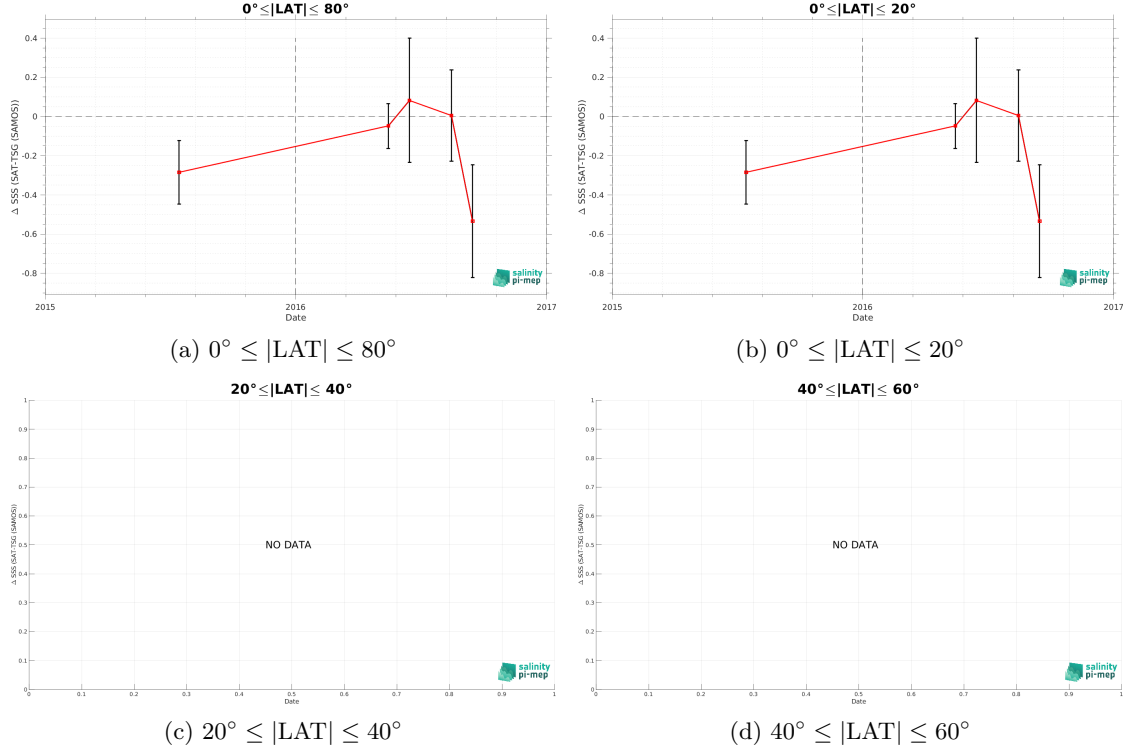 0°≤|LAT|≤ 80°
0.4
0.2
0
-0.2
-0.4
-0.6
-0.8
Δ SSS (SAT-TSG (SAMOS))
2015
2016
2017
Date
salinity
pi-mep
(a) 0° ≤ |LAT| ≤ 80°
0°≤|LAT|≤ 20°
0.4
0.2
0
-0.2
-0.4
-0.6
-0.8
Δ SSS (SAT-TSG (SAMOS))
2015
2016
2017
Date
salinity
pi-mep
(b) 0° ≤ |LAT| ≤ 20°
20°≤|LAT|≤ 40°
1
0.9
0.8
0.7
0.6
0.5
0.4
0.3
0.2
0.1
0
Δ SSS (SAT-TSG (SAMOS))
NO DATA
0 0.1 0.2 0.3 0.4 0.5 0.6 0.7 0.8 0.9 1
Date
salinity
pi-mep
(c) 20° ≤ |LAT| ≤ 40°
40°≤|LAT|≤ 60°
1
0.9
0.8
0.7
0.6
0.5
0.4
0.3
0.2
0.1
0
Δ SSS (SAT-TSG (SAMOS))
NO DATA
0 0.1 0.2 0.3 0.4 0.5 0.6 0.7 0.8 0.9 1
Date
salinity
pi-mep
(d) 40° ≤ |LAT| ≤ 60°